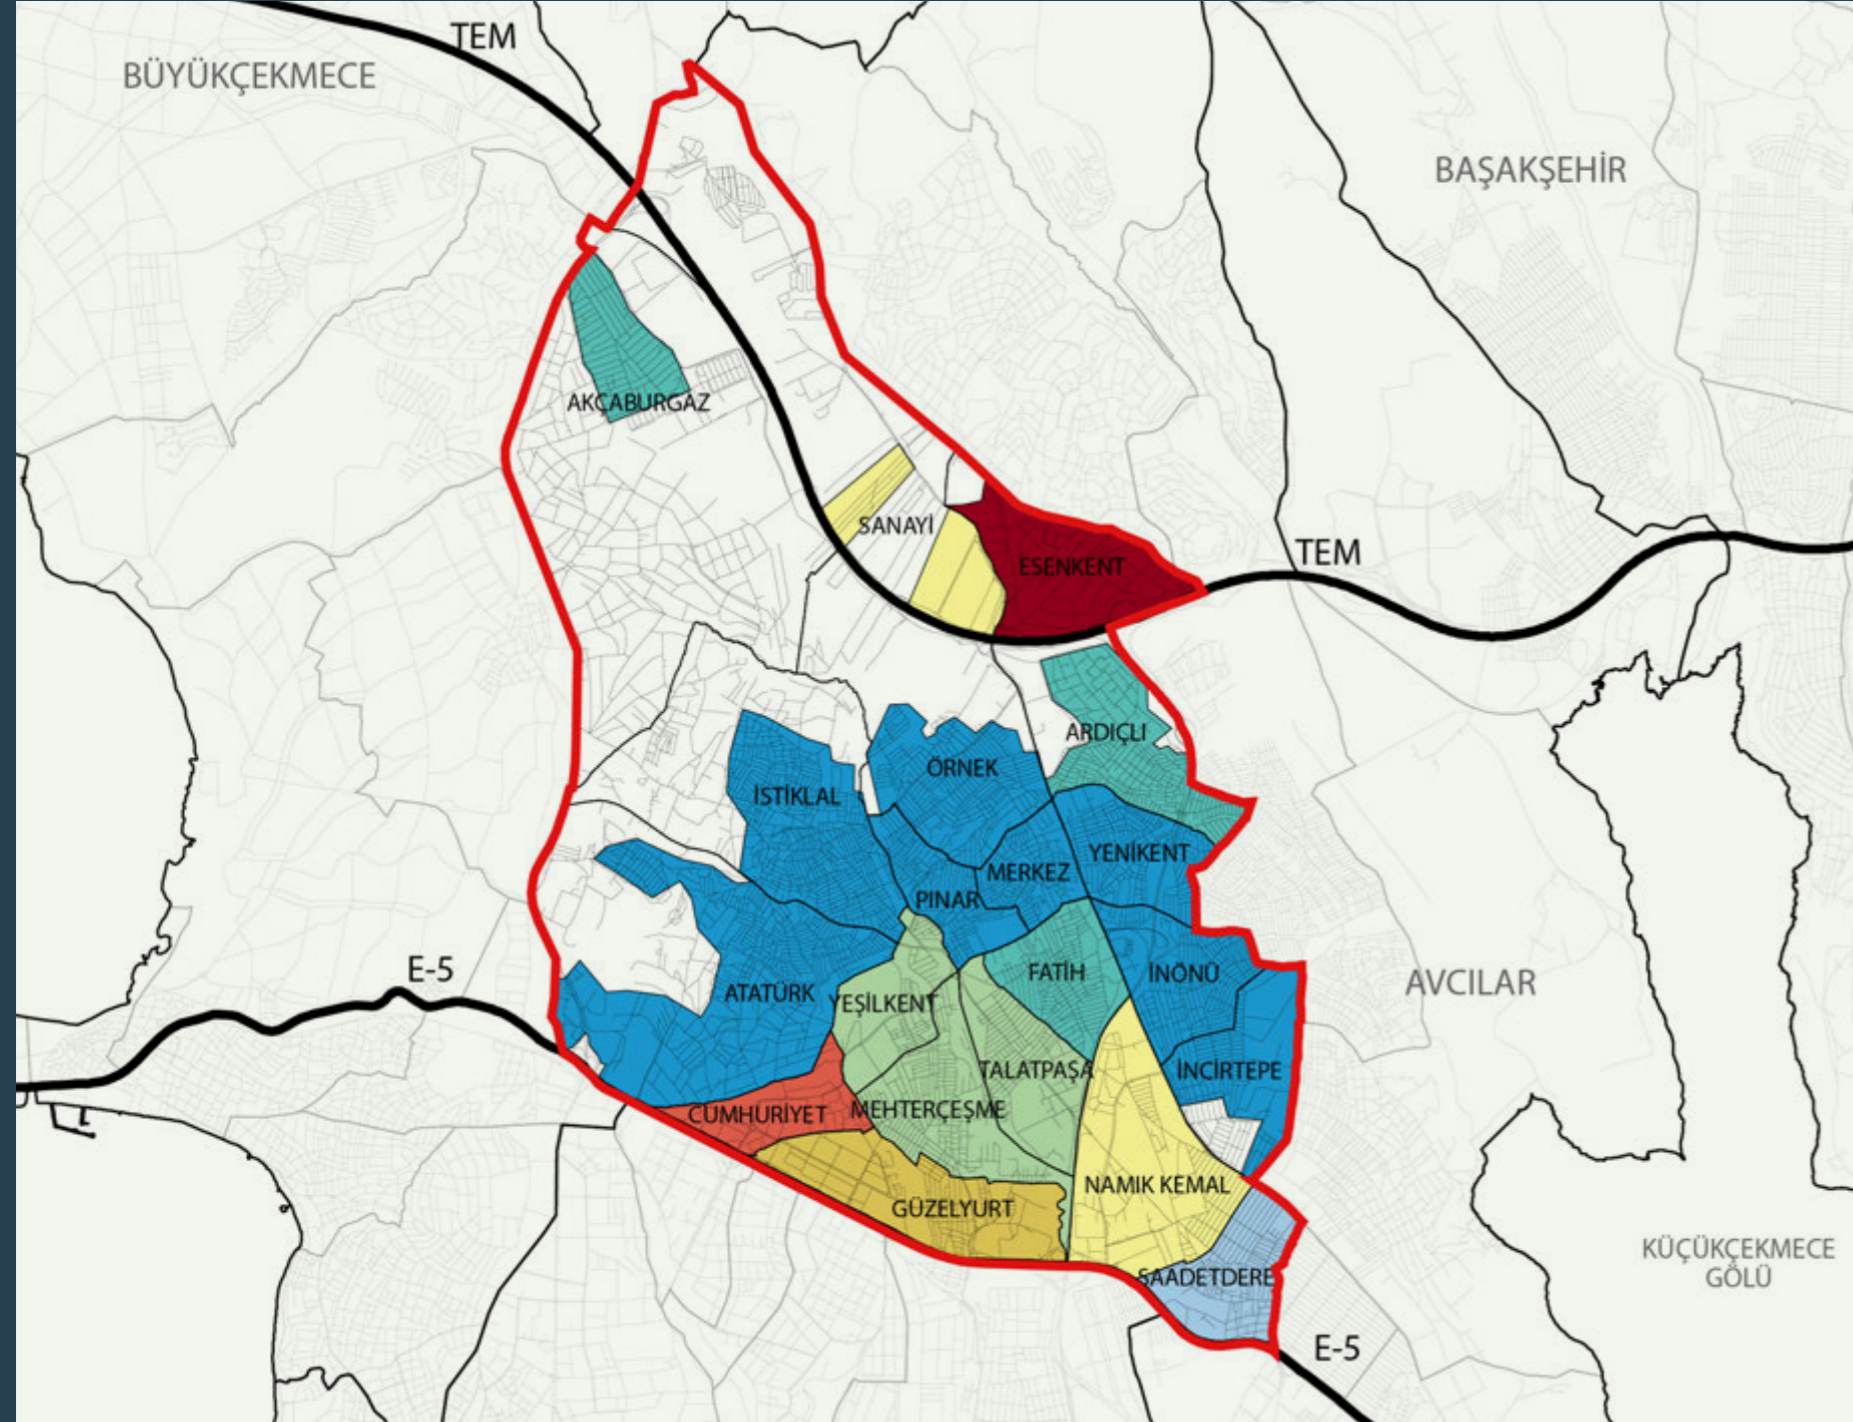 TEM
BÜYÜKÇEKMECE
BAŞAKŞEHİR
AKÇABURGAZ
SANAYİ
TEM
ESENKENT
ARDIÇLI
ÖRNEK
İSTİKLAL
YENİKENT
MERKEZ
PINAR
E-5
FATİH
İNÖNÜ
AVCILAR
ATATÜRK
YEŞİLKENT
TALATPAŞA
İNCİRTEPE
CUMHURİYET
MEHTERÇEŞME
NAMIK KEMAL
GÜZELYURT
KÜÇÜKÇEKMECE
GÖLÜ
SAADETDERE
E-5